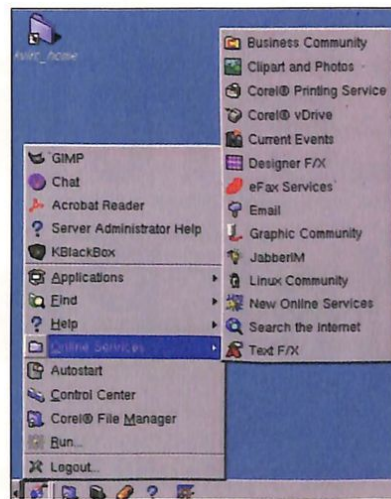 kvirc_home
Business Community
Clipart and Photos
Corel® Printing Service
Corel® vDrive
Current Events
Designer F/X
eFax Services
Email
Graphic Community
JabberIM
Linux Community
New Online Services
Search the Internet
Text F/X
GIMP
Chat
Acrobat Reader
Server Administrator Help
KBlackBox
Applications
Find
Help
Online Services
Autostart
Control Center
Corel® File Manager
Run...
Logout...